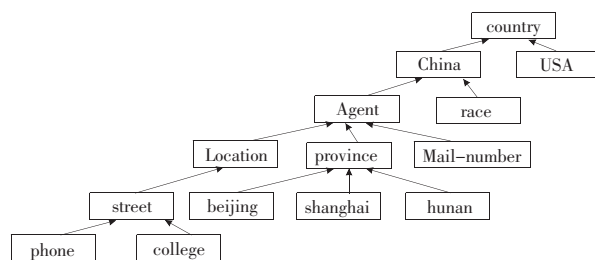 country
China
USA
Agent
race
Location
province
Mail-number
street
beijing
shanghai
hunan
phone
college